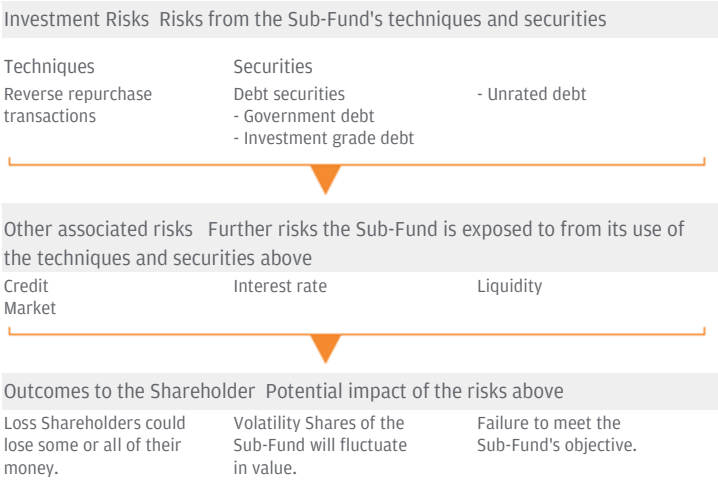 Investment Risks Risks from the Sub-Fund's techniques and securities
Techniques
Reverse repurchase
transactions
Securities
Debt securities
- Government debt
- Investment grade debt
- Unrated debt
Other associated risks Further risks the Sub-Fund is exposed to from its use of
the techniques and securities above
Credit
Market
Interest rate
Liquidity
Outcomes to the Shareholder Potential impact of the risks above
Loss Shareholders could
lose some or all of their
money.
Volatility Shares of the
Sub-Fund will fluctuate
in value.
Failure to meet the
Sub-Fund's objective.